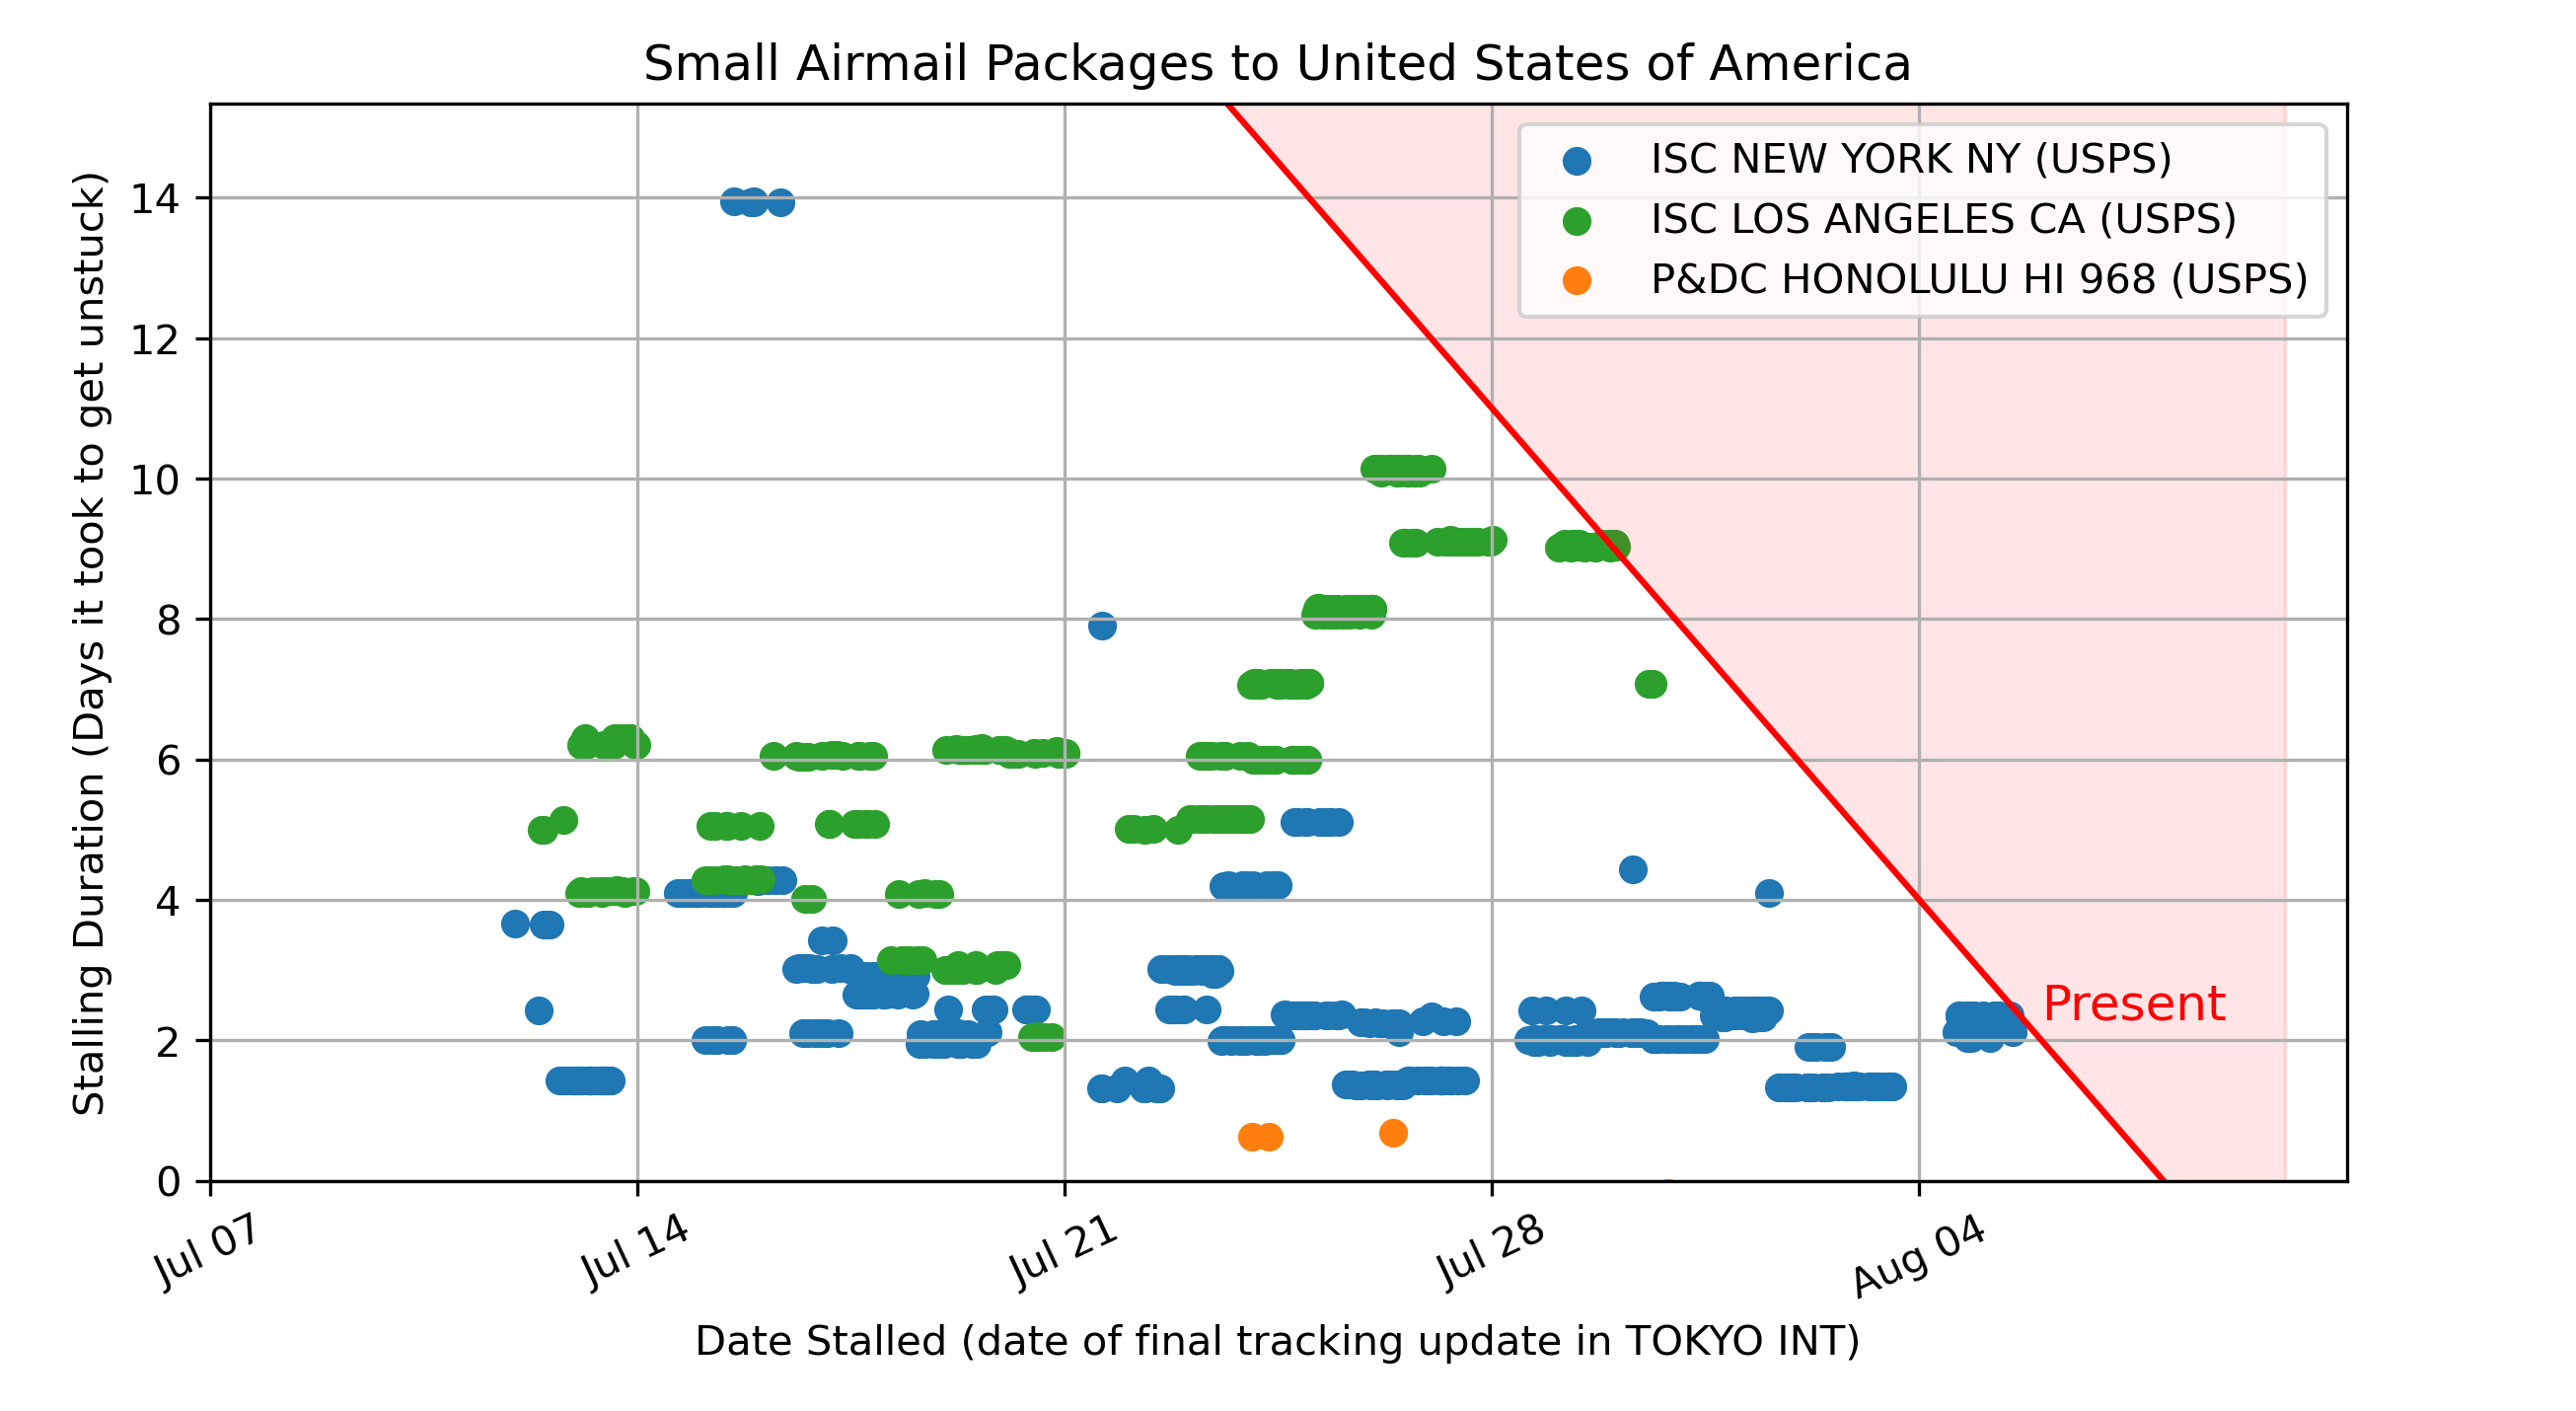 Small Airmail Packages to United States of America
Stalling Duration (Days it took to get unstuck)
14
12
10
8
6
4
2
0
ISC NEW YORK NY (USPS)
ISC LOS ANGELES CA (USPS)
P&DC HONOLULU HI 968 (USPS)
Present
Jul 07
Jul 14
Jul 21
Jul 28
Aug 04
Date Stalled (date of final tracking update in TOKYO INT)